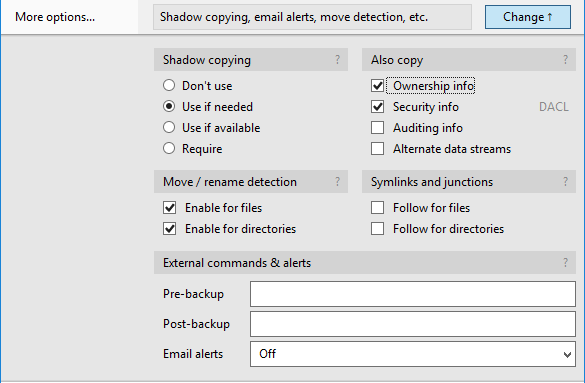 More options...
Shadow copying, email alerts, move detection, etc.
Change ↑
Shadow copying ?
Don't use
Use if needed
Use if available
Require
Also copy ?
Ownership info
Security info DACL
Auditing info
Alternate data streams
Move / rename detection ?
Enable for files
Enable for directories
Symlinks and junctions ?
Follow for files
Follow for directories
External commands & alerts ?
Pre-backup
Post-backup
Email alerts Off